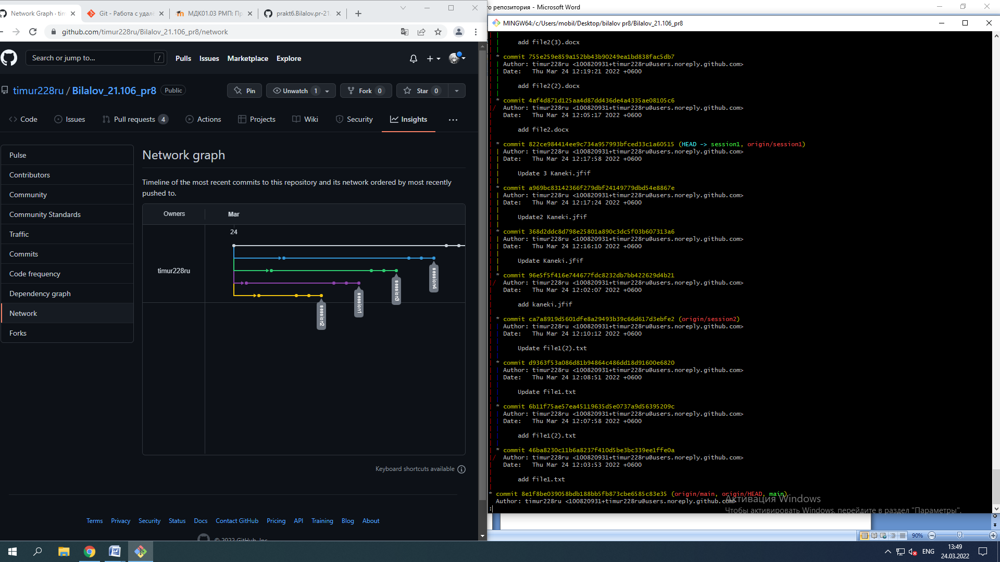 Network Graph · tim
Git - Работа с удале
МДК01.03 РМП: Пр
prakt6.Bilalov.pr-21.
github.com/timur228ru/Bilalov_21.106_pr8/network
Search or jump to...
/
Pulls
Issues
Marketplace
Explore
timur228ru / Bilalov_21.106_pr8
Public
Pin
Unwatch 1
Fork 0
Star 0
Code
Issues
Pull requests 4
Actions
Projects
Wiki
Security
Insights
Pulse
Contributors
Community
Community Standards
Traffic
Commits
Code frequency
Dependency graph
Network
Forks
Network graph
Timeline of the most recent commits to this repository and its network ordered by most recently
pushed to.
Owners
Mar
24
timur228ru
session4
session3
session1
session2
Keyboard shortcuts available
Terms
Privacy
Security
Status
Docs
Contact GitHub
Pricing
API
Training
Blog
About
© 2022 GitHub, Inc.
о репозитория - Microsoft Word
MINGW64:/c/Users/mobil/Desktop/bilalov pr8/Bilalov_21.106_pr8
add file2(3).docx
* commit 755e259e859a152bb43b90249ea1bd838fac5db7
| Author: timur228ru <100820931+timur228ru@users.noreply.github.com>
| Date:   Thu Mar 24 12:19:21 2022 +0600
add file2(2).docx
* commit 4af4d871d125aa4d87dd436de4a4335ae08105c6
/ Author: timur228ru <100820931+timur228ru@users.noreply.github.com>
Date:   Thu Mar 24 12:05:17 2022 +0600
add file2.docx
* commit 822ce984414ee9c734a957993bfced33c1a60515 (HEAD -> session1, origin/session1)
| Author: timur228ru <100820931+timur228ru@users.noreply.github.com>
| Date:   Thu Mar 24 12:17:58 2022 +0600
Update 3 Kaneki.jfif
* commit a969bc83142366f279dbf24149779dbd54e8867e
| Author: timur228ru <100820931+timur228ru@users.noreply.github.com>
| Date:   Thu Mar 24 12:17:24 2022 +0600
Update2 Kaneki.jfif
* commit 368d2ddc8d798e25801a890c3dc5f03b607313a6
| Author: timur228ru <100820931+timur228ru@users.noreply.github.com>
| Date:   Thu Mar 24 12:16:10 2022 +0600
Update Kaneki.jfif
* commit 96e5f5f416e744677fdc8232db7bb422629d4b21
/ Author: timur228ru <100820931+timur228ru@users.noreply.github.com>
Date:   Thu Mar 24 12:02:07 2022 +0600
add kaneki.jfif
* commit ca7a8919d5601dfe8a29493b39c66d617d3ebfe2 (origin/session2)
| Author: timur228ru <100820931+timur228ru@users.noreply.github.com>
| Date:   Thu Mar 24 12:10:12 2022 +0600
Update file1(2).txt
* commit d9363f53a086d81b94864c486dd18d91600e6820
| Author: timur228ru <100820931+timur228ru@users.noreply.github.com>
| Date:   Thu Mar 24 12:08:51 2022 +0600
Update file1.txt
* commit 6b11f75ae57ea45119635d5e0737a9d56395209c
| Author: timur228ru <100820931+timur228ru@users.noreply.github.com>
| Date:   Thu Mar 24 12:07:58 2022 +0600
add file1(2).txt
* commit 46ba8230c11b6a8237f410d5be3bc339ee1ffe0a
/ Author: timur228ru <100820931+timur228ru@users.noreply.github.com>
Date:   Thu Mar 24 12:03:53 2022 +0600
add file1.txt
* commit 8e1f8be039058bdb188bb5fb873cbe6585c83e35 (origin/main, origin/HEAD, main)
Author: timur228ru <100820931+timur228ru@users.noreply.github.com>
:
Активация Windows
Чтобы активировать Windows, перейдите в раздел "Параметры".
90%
ENG
13:49
24.03.2022